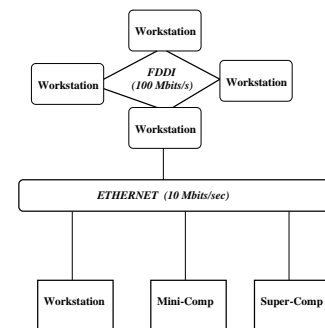 Workstation
FDDI
(100 Mbits/s)
Workstation
Workstation
Workstation
ETHERNET (10 Mbits/sec)
Workstation
Mini-Comp
Super-Comp